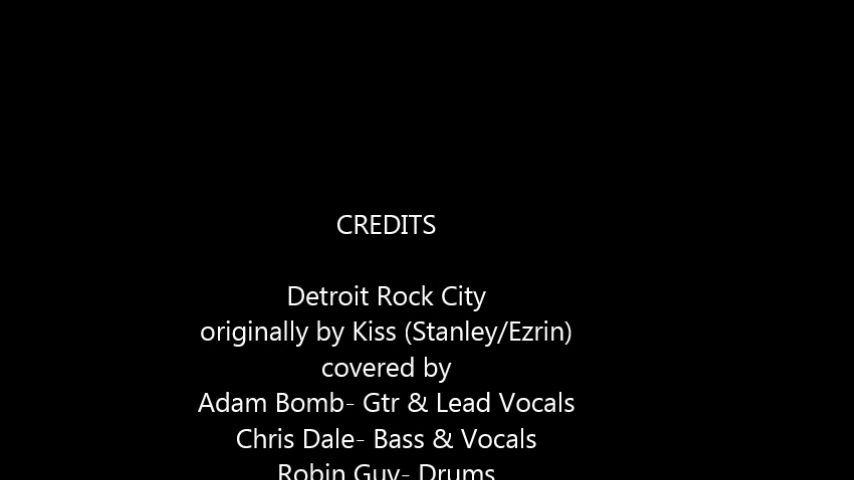 CREDITS
Detroit Rock City
originally by Kiss (Stanley/Ezrin)
covered by
Adam Bomb- Gtr & Lead Vocals
Chris Dale- Bass & Vocals
Robin Guy- Drums